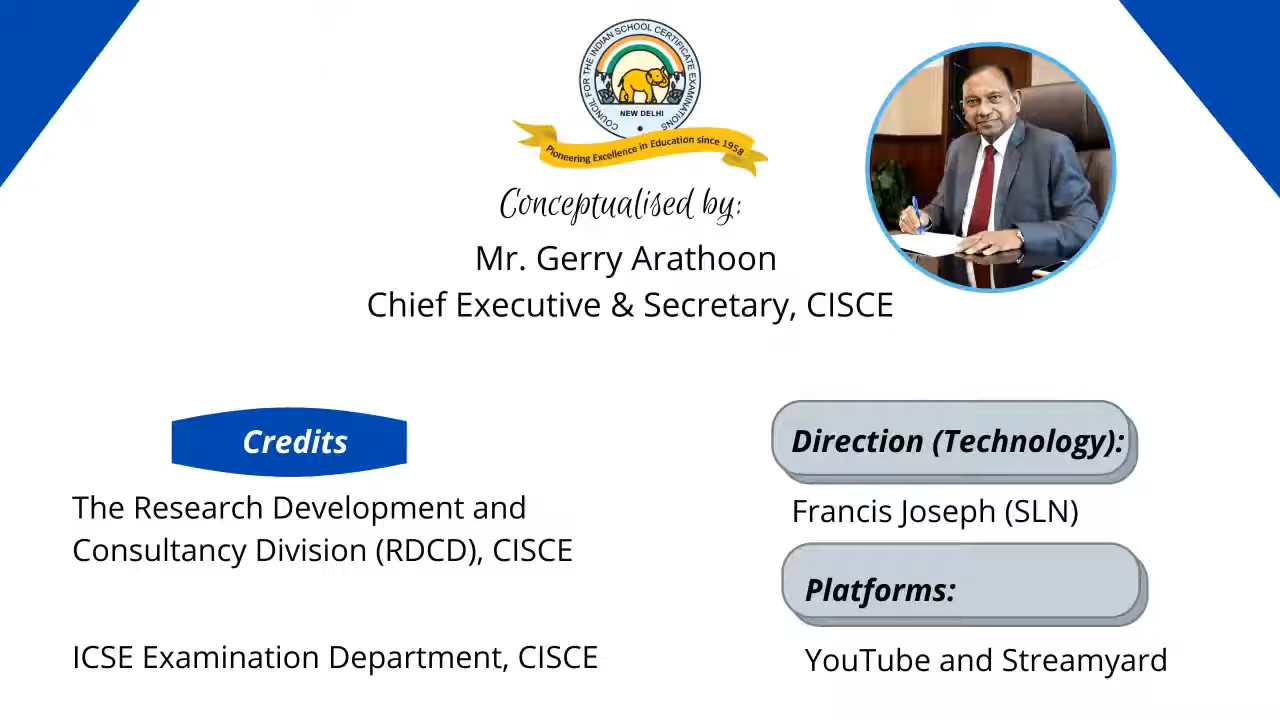 COUNCIL FOR THE INDIAN SCHOOL CERTIFICATE EXAMINATIONS
NEW DELHI
Pioneering Excellence in Education since 1958
Conceptualised by:
Mr. Gerry Arathoon
Chief Executive & Secretary, CISCE
Credits
The Research Development and
Consultancy Division (RDCD), CISCE
ICSE Examination Department, CISCE
Direction (Technology):
Francis Joseph (SLN)
Platforms:
YouTube and Streamyard